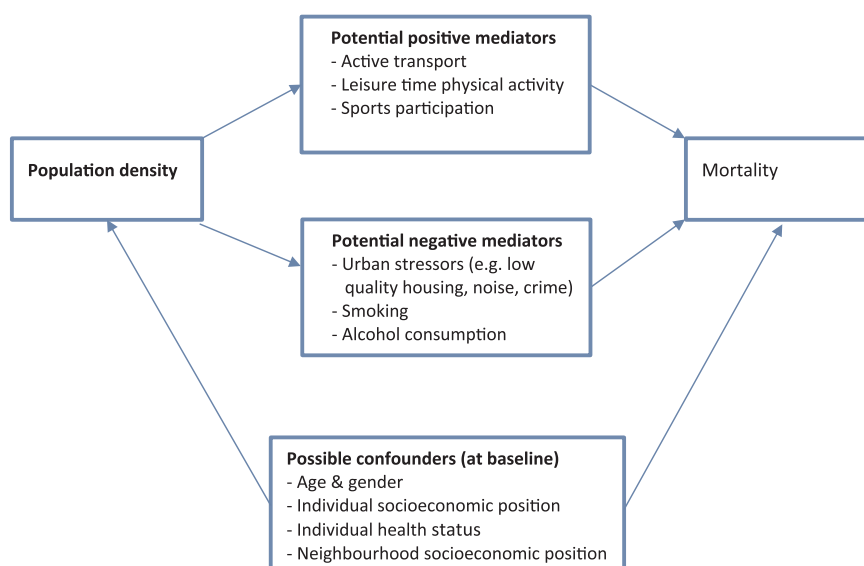 Potential positive mediators
- Active transport
- Leisure time physical activity
- Sports participation
Population density
Mortality
Potential negative mediators
- Urban stressors (e.g. low
quality housing, noise, crime)
- Smoking
- Alcohol consumption
Possible confounders (at baseline)
- Age & gender
- Individual socioeconomic position
- Individual health status
- Neighbourhood socioeconomic position